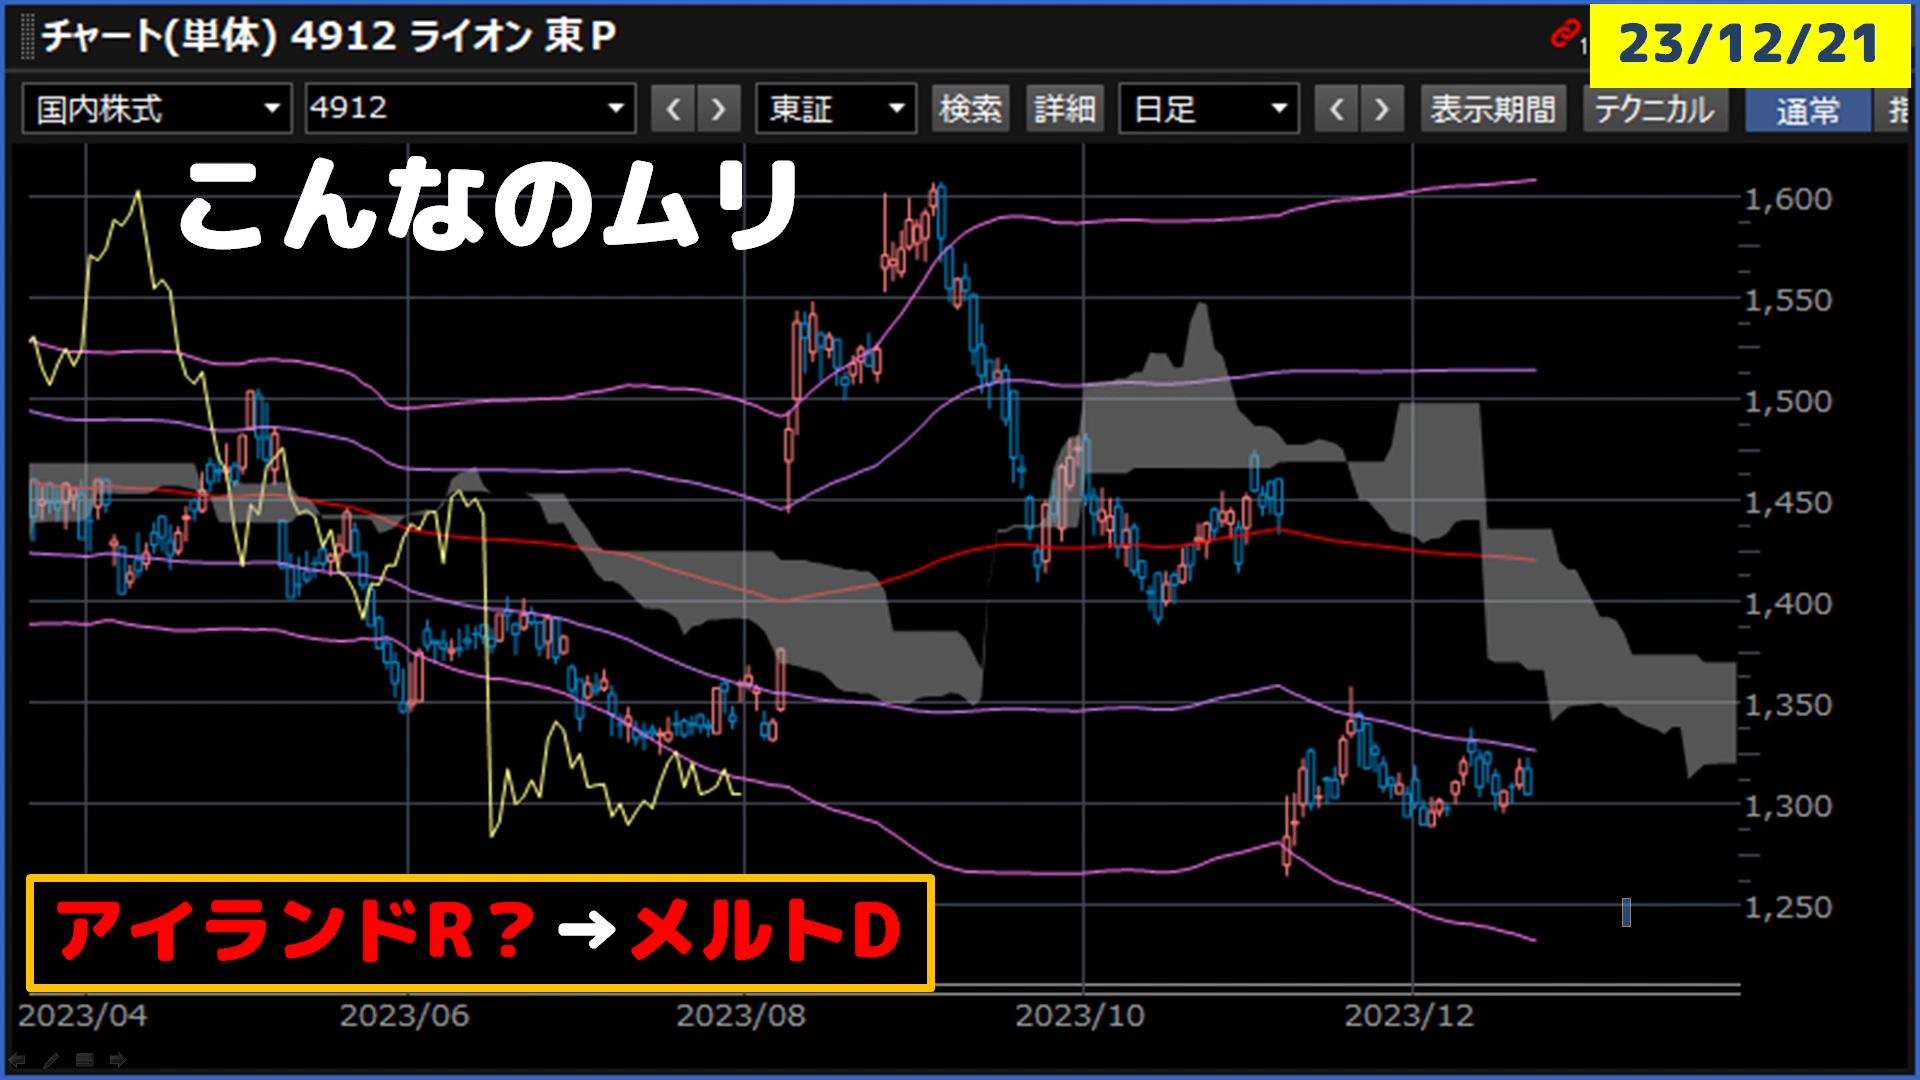 チャート(単体) 4912 ライオン 東P
1
23/12/21
国内株式 4912 東証 検索 詳細 日足 表示期間 テクニカル 通常
こんなのムリ
1,600
1,550
1,500
1,450
1,400
1,350
1,300
1,250
アイランドR？→メルトD
2023/04 2023/06 2023/08 2023/10 2023/12